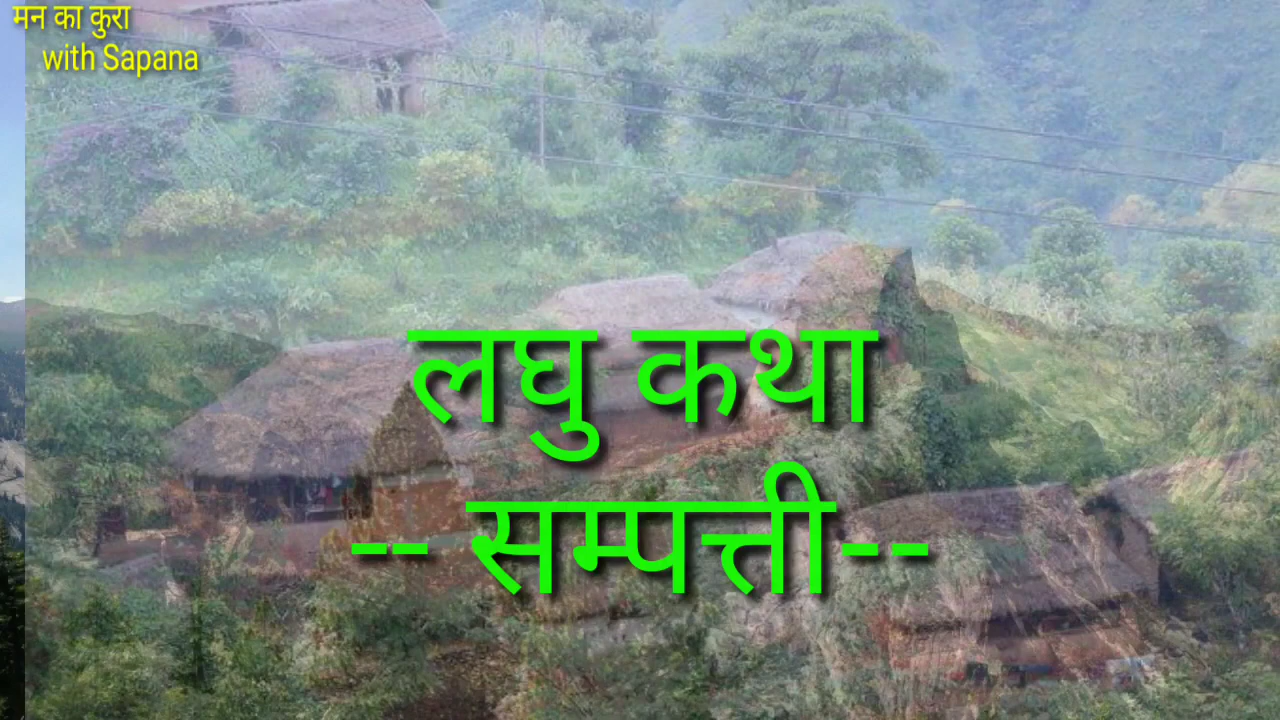 मन का कुरा
with Sapana
लघु कथा
-- सम्पत्ती--